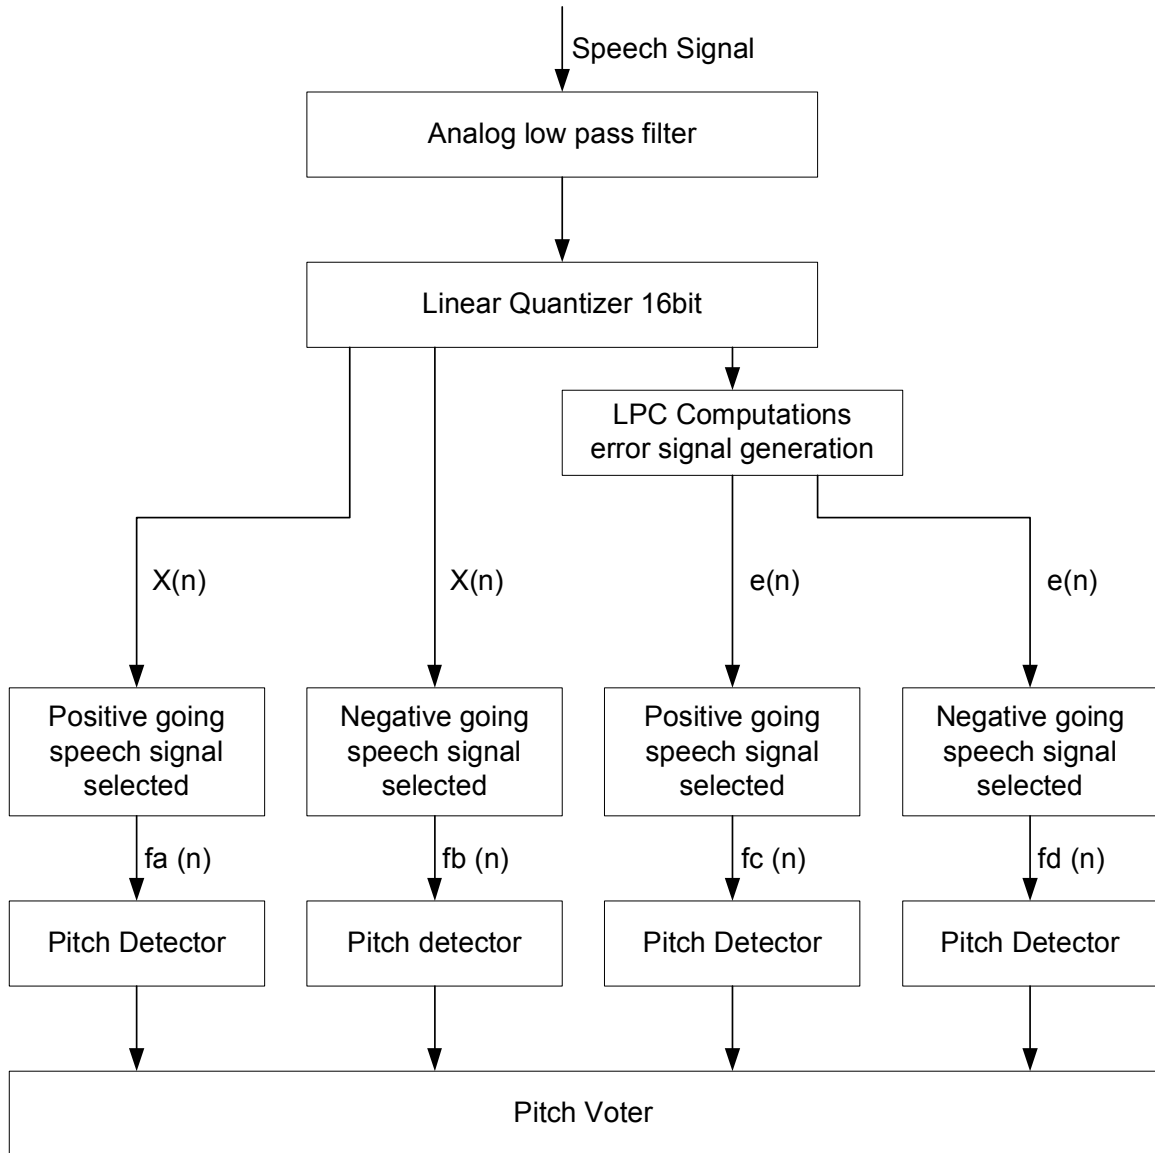 Speech Signal
Analog low pass filter
Linear Quantizer 16bit
LPC Computations
error signal generation
X(n)
X(n)
e(n)
e(n)
Positive going
speech signal
selected
Negative going
speech signal
selected
Positive going
speech signal
selected
Negative going
speech signal
selected
fa (n)
fb (n)
fc (n)
fd (n)
Pitch Detector
Pitch detector
Pitch Detector
Pitch Detector
Pitch Voter